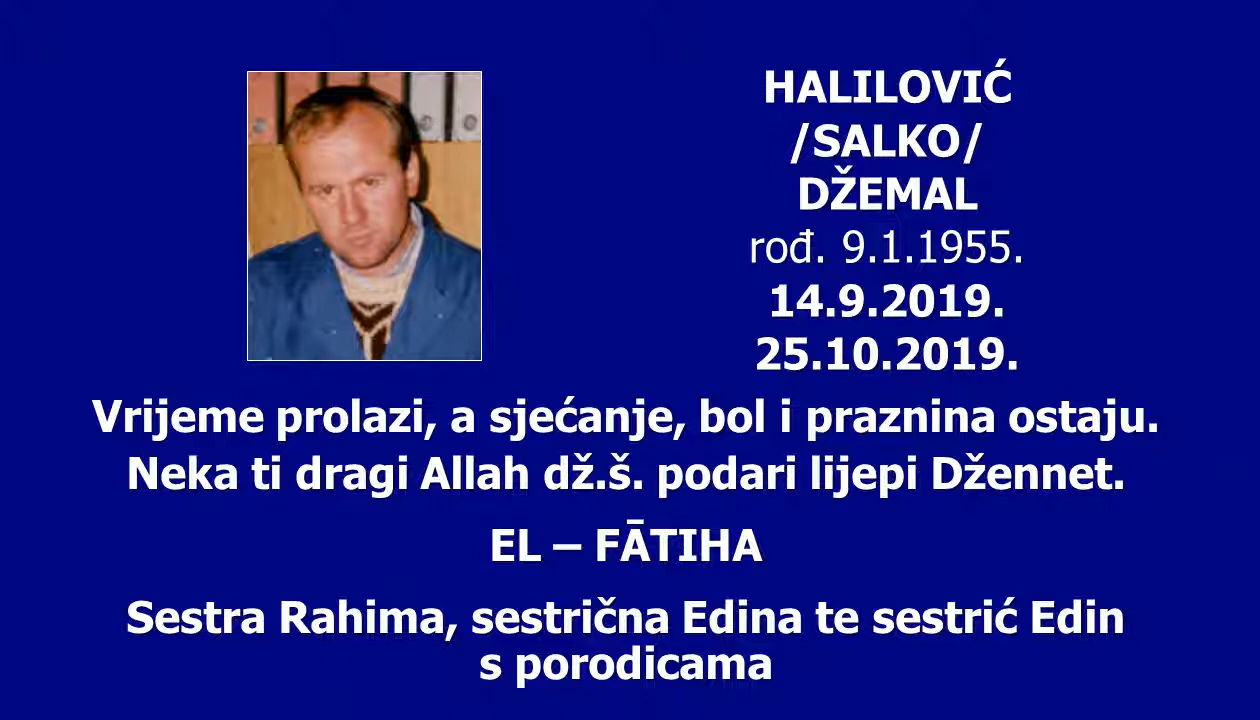 HALILOVIĆ
/SALKO/
DŽEMAL
rođ. 9.1.1955.
14.9.2019.
25.10.2019.
Vrijeme prolazi, a sjećanje, bol i praznina ostaju.
Neka ti dragi Allah dž.š. podari lijepi Džennet.
EL – FĀTIHA
Sestra Rahima, sestrična Edina te sestrić Edin
s porodicama